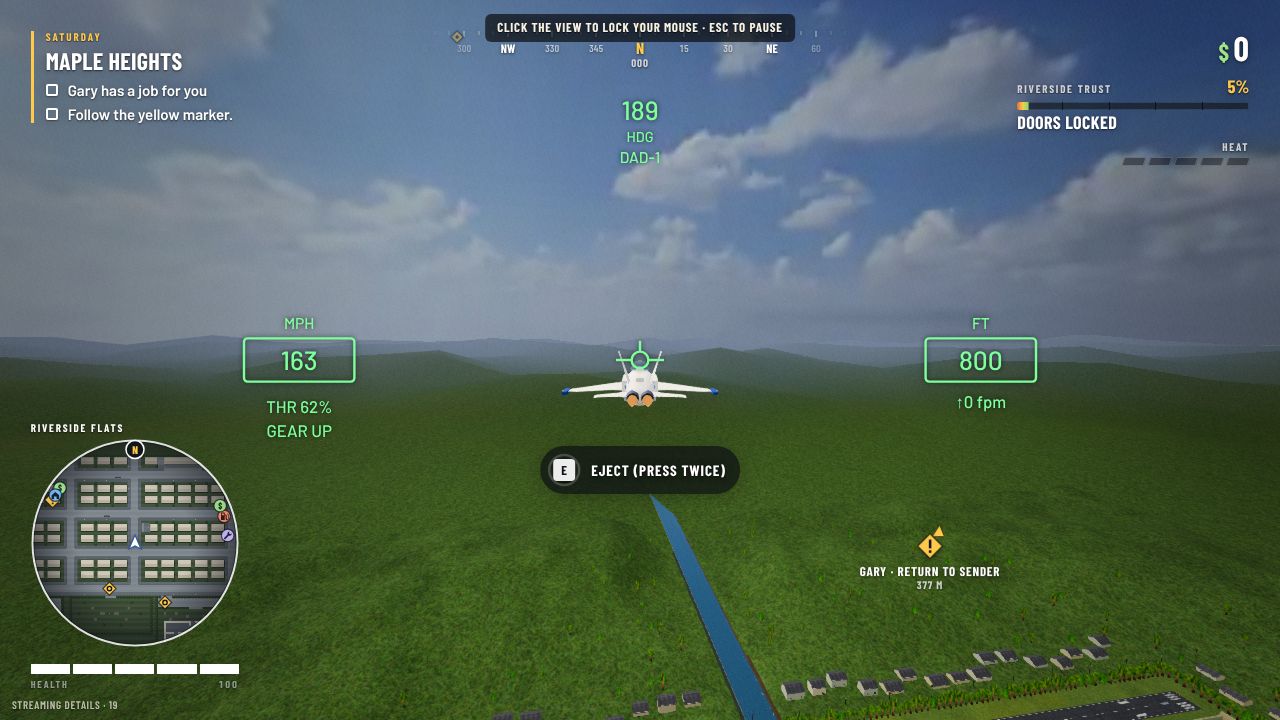 CLICK THE VIEW TO LOCK YOUR MOUSE · ESC TO PAUSE
300 NW 330 345 N 15 30 NE 60
000
SATURDAY
MAPLE HEIGHTS
Gary has a job for you
Follow the yellow marker.
$0
RIVERSIDE TRUST 5%
DOORS LOCKED
HEAT
189
HDG
DAD-1
MPH
163
THR 62%
GEAR UP
FT
800
↑0 fpm
E EJECT (PRESS TWICE)
GARY · RETURN TO SENDER
377 M
RIVERSIDE FLATS
N
HEALTH 100
STREAMING DETAILS · 19